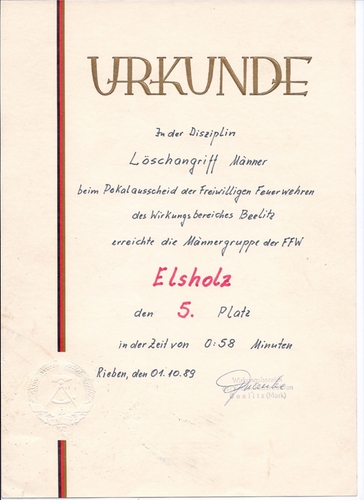 URKUNDE
In der Disziplin
Löschangriff Männer
beim Pokalausscheid der Freiwilligen Feuerwehren
des Wirkungsbereiches Beelitz
erreichte die Männergruppe der FFW
Elsholz
den 5. Platz
in der Zeit von 0:58 Minuten
Rieben, den 01.10.89
Beelitz (Mark)